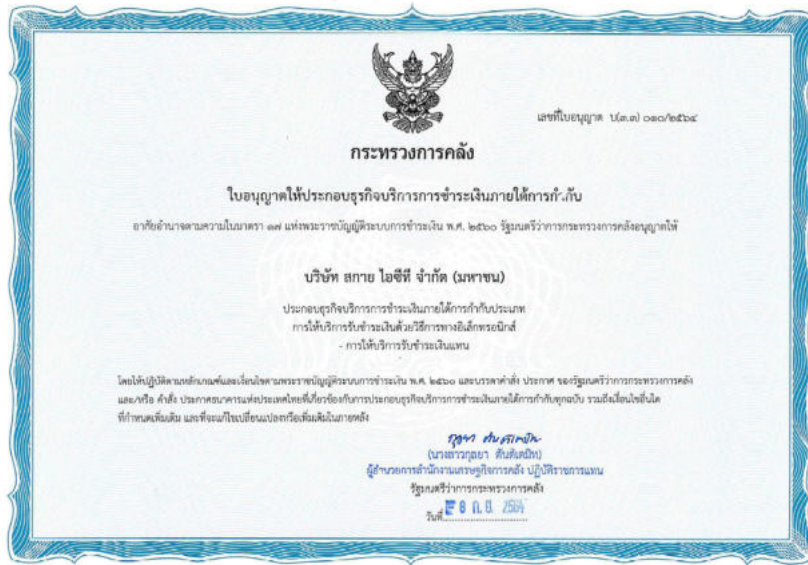 เลขที่ใบอนุญาต บ(๓.๓) ๐๑๐/๒๕๖๔
กระทรวงการคลัง
ใบอนุญาตให้ประกอบธุรกิจบริการการชำระเงินภายใต้การกำกับ
อาศัยอำนาจตามความในมาตรา ๑๗ แห่งพระราชบัญญัติระบบการชำระเงิน พ.ศ. ๒๕๖๐ รัฐมนตรีว่าการกระทรวงการคลังอนุญาตให้
บริษัท สกาย ไอซีที จำกัด (มหาชน)
ประกอบธุรกิจบริการการชำระเงินภายใต้การกำกับประเภท
การให้บริการรับชำระเงินด้วยวิธีการทางอิเล็กทรอนิกส์
- การให้บริการรับชำระเงินแทน
โดยให้ปฏิบัติตามหลักเกณฑ์และเงื่อนไขตามพระราชบัญญัติระบบการชำระเงิน พ.ศ. ๒๕๖๐ และบรรดาคำสั่ง ประกาศ ของรัฐมนตรีว่าการกระทรวงการคลัง
และ/หรือ คำสั่ง ประกาศธนาคารแห่งประเทศไทยที่เกี่ยวข้องกับการประกอบธุรกิจบริการการชำระเงินภายใต้การกำกับทุกฉบับ รวมถึงเงื่อนไขอื่นใด
ที่กำหนดเพิ่มเติม และที่จะแก้ไขเปลี่ยนแปลงหรือเพิ่มเติมในภายหลัง
(นางสาวกุลยา ตันติเตมิท)
ผู้อำนวยการสำนักงานเศรษฐกิจการคลัง ปฏิบัติราชการแทน
รัฐมนตรีว่าการกระทรวงการคลัง
วันที่ 8 ก.ย. 2564